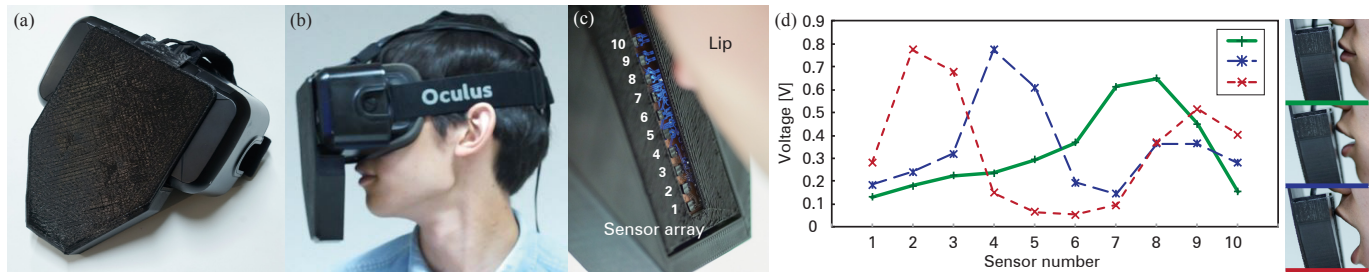 (a)
(b)
Oculus
(c)
Lip
10
9
8
7
6
5
4
3
2
1
Sensor array
(d)
Voltage [V]
0.9
0.8
0.7
0.6
0.5
0.4
0.3
0.2
0.1
0
1 2 3 4 5 6 7 8 9 10
Sensor number